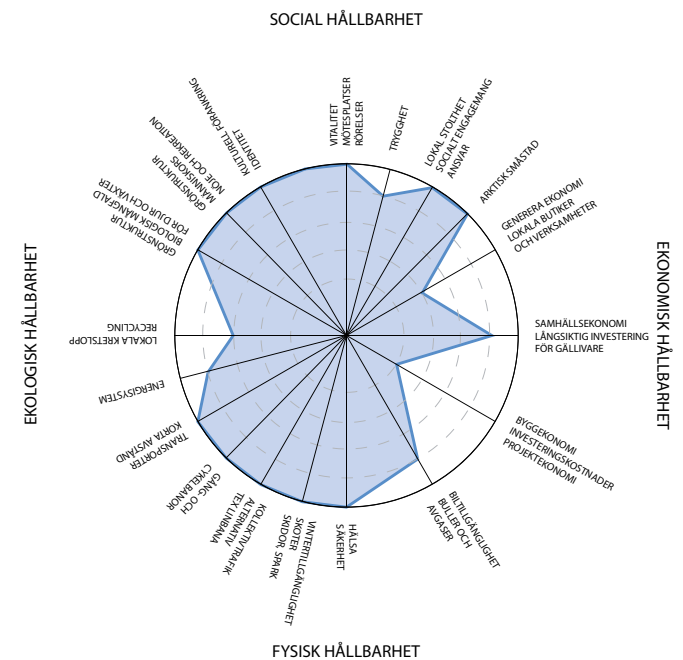 SOCIAL HÅLLBARHET
VITALITET
MÖTESPLATSER
RÖRELSER
TRYGGHET
LOKAL STOLTHET
SOCIALT ENGAGEMANG
ANSVAR
ARKTISK SMÅSTAD
GENERERA EKONOMI
LOKALA BUTIKER
OCH VERKSAMHETER
EKONOMISK HÅLLBARHET
SAMHÄLLSEKONOMI
LÅNGSIKTIG INVESTERING
FÖR GÄLLIVARE
BYGGEKONOMI
INVESTERINGSKOSTNADER
PROJEKTEKONOMI
BILTILLGÄNGLIGHET
BULLER OCH
AVGASER
HÄLSA
SÄKERHET
FYSISK HÅLLBARHET
VINTERTILLGÄNGLIGHET
SKOTER
SKIDOR, SPARK
KOLLEKTIVTRAFIK
ALTERNATIV
TEX LINBANA
GÅNG- OCH
CYKELBANOR
TRANSPORTER
KORTA AVSTÅND
ENERGISYSTEM
LOKALA KRETSLOPP
RECYCLING
EKOLOGISK HÅLLBARHET
GRÖNSTRUKTUR
BIOLOGISK MÅNGFALD
FÖR DJUR OCH VÄXTER
GRÖNSTRUKTUR
MÄNNISKORS
NÖJE OCH REKREATION
IDENTITET
KULTURELL FÖRANKRING